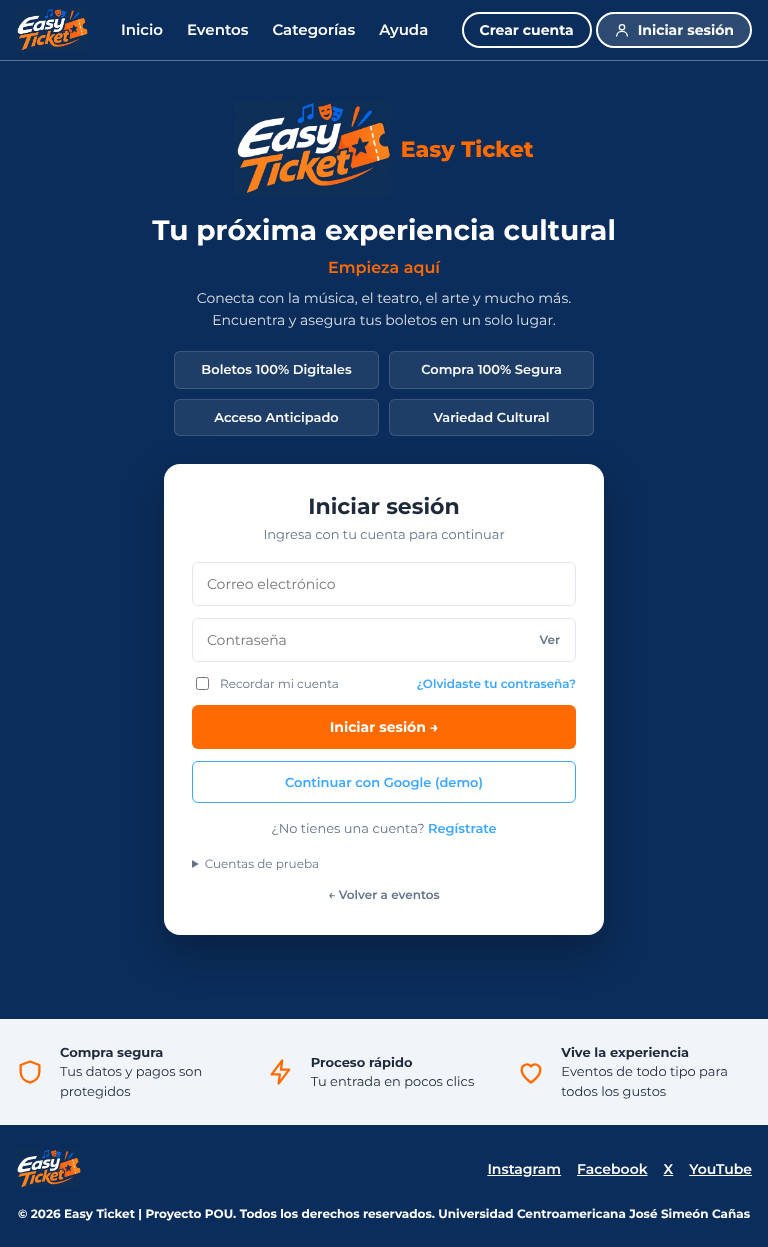 Easy Ticket
Inicio
Eventos
Categorías
Ayuda
Crear cuenta
Iniciar sesión
Easy Ticket
Easy Ticket
Tu próxima experiencia cultural
Empieza aquí
Conecta con la música, el teatro, el arte y mucho más.
Encuentra y asegura tus boletos en un solo lugar.
Boletos 100% Digitales
Compra 100% Segura
Acceso Anticipado
Variedad Cultural
Iniciar sesión
Ingresa con tu cuenta para continuar
Correo electrónico
Contraseña
Ver
Recordar mi cuenta
¿Olvidaste tu contraseña?
Iniciar sesión →
Continuar con Google (demo)
¿No tienes una cuenta? Regístrate
Cuentas de prueba
← Volver a eventos
Compra segura
Tus datos y pagos son
protegidos
Proceso rápido
Tu entrada en pocos clics
Vive la experiencia
Eventos de todo tipo para
todos los gustos
Easy Ticket
Instagram
Facebook
X
YouTube
© 2026 Easy Ticket | Proyecto POU. Todos los derechos reservados. Universidad Centroamericana José Simeón Cañas